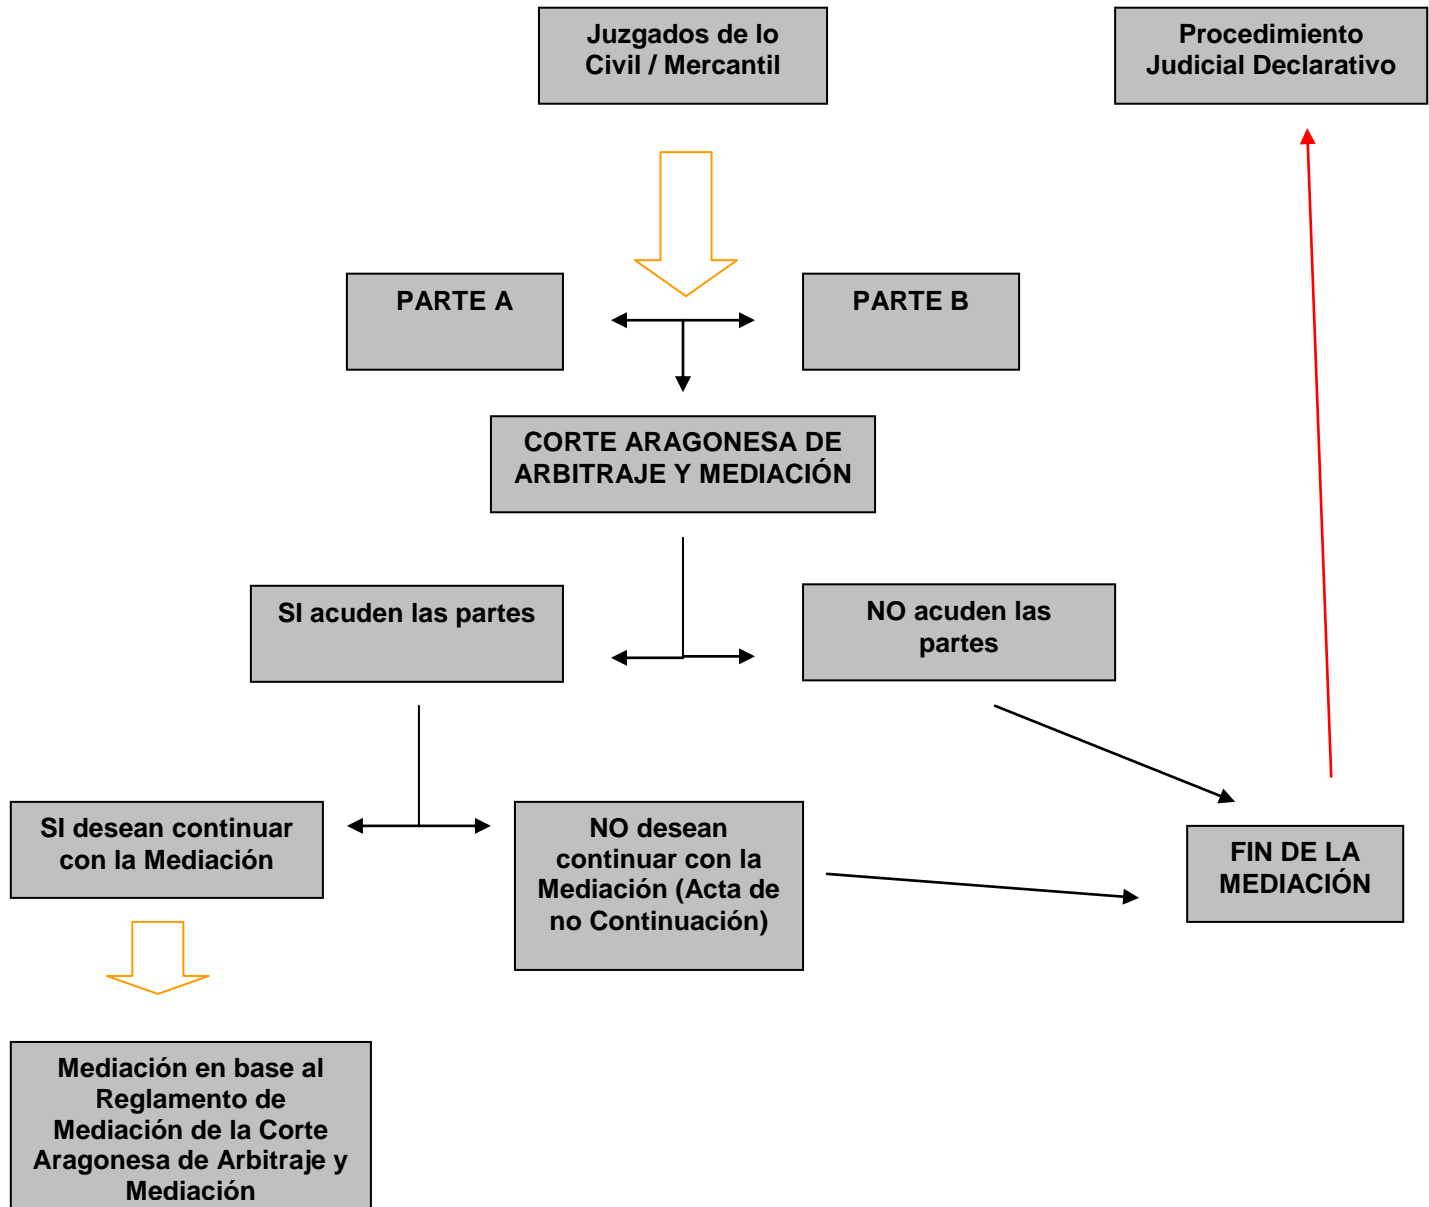 Juzgados de lo
Civil / Mercantil
Procedimiento
Judicial Declarativo
PARTE A
PARTE B
CORTE ARAGONESA DE
ARBITRAJE Y MEDIACIÓN
SI acuden las partes
NO acuden las
partes
SI desean continuar
con la Mediación
NO desean
continuar con la
Mediación (Acta de
no Continuación)
FIN DE LA
MEDIACIÓN
Mediación en base al
Reglamento de
Mediación de la Corte
Aragonesa de Arbitraje y
Mediación